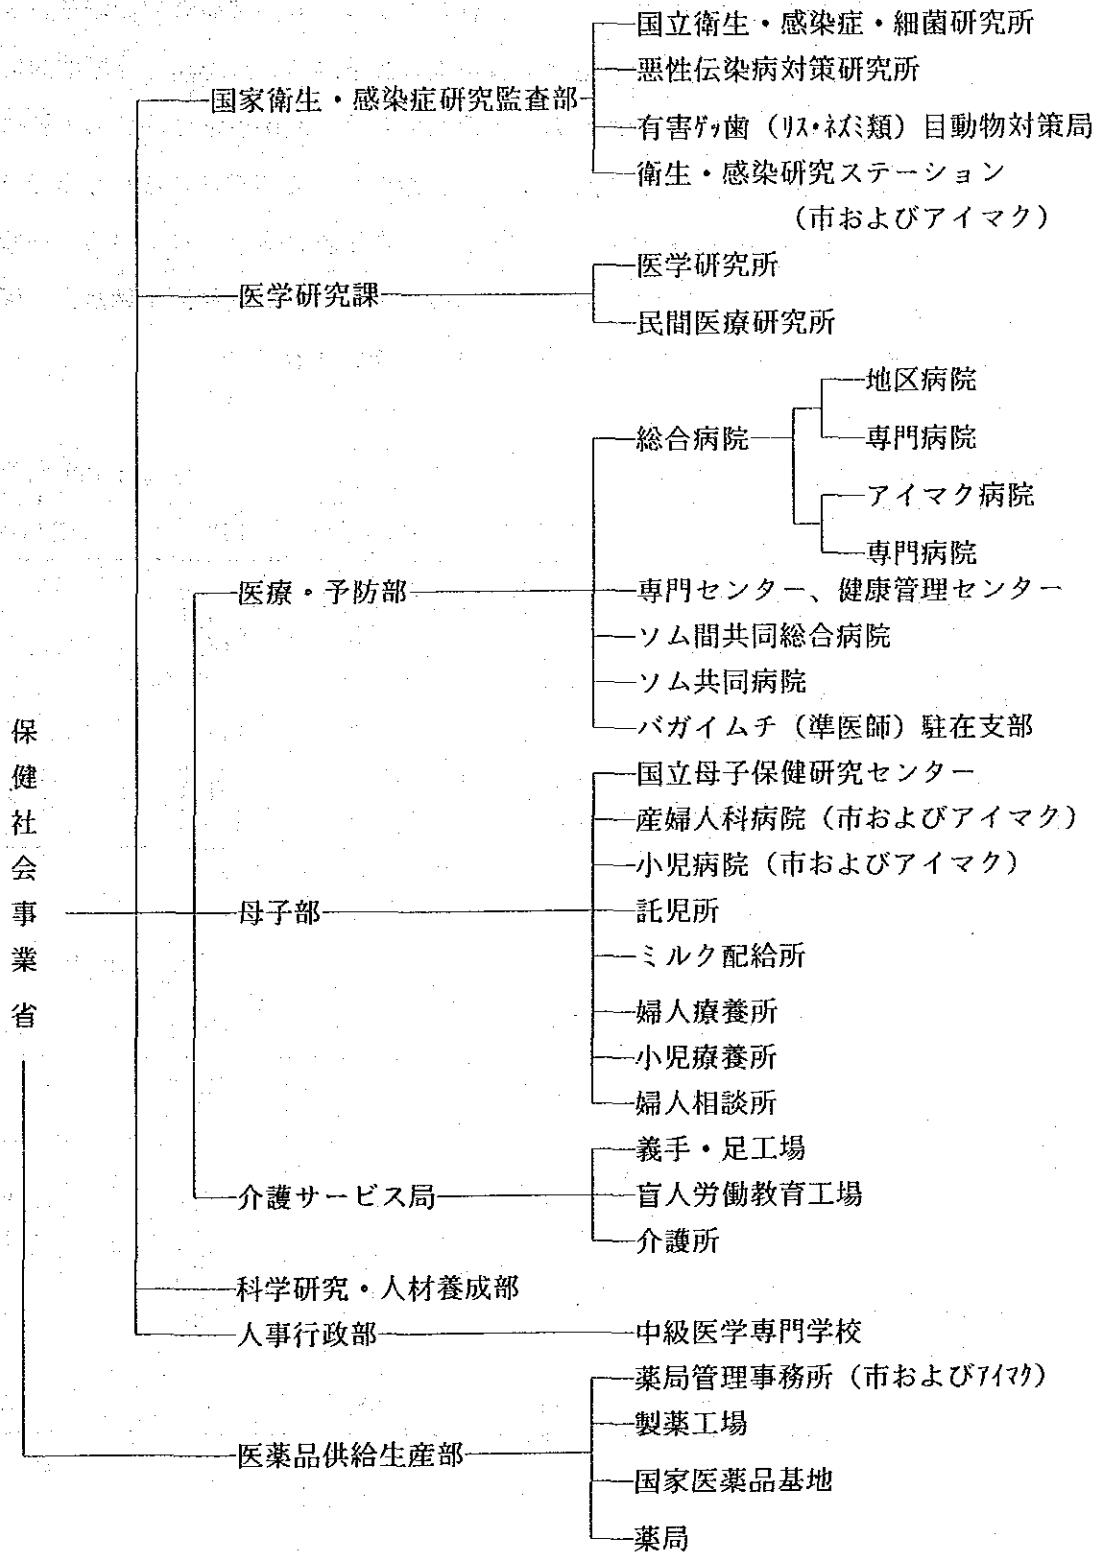 国立衛生・感染症・細菌研究所
悪性伝染病対策研究所
国家衛生・感染症研究監査部
有害ゲッ歯(リス・ネズミ類)目動物対策局
衛生・感染研究ステーション
(市およびアイマク)
医学研究所
医学研究課
民間医療研究所
地区病院
総合病院
専門病院
アイマク病院
専門病院
医療・予防部
専門センター、健康管理センター
ソム間共同総合病院
ソム共同病院
バガイムチ(準医師)駐在支部
保健社会事業省
国立母子保健研究センター
産婦人科病院(市およびアイマク)
小児病院(市およびアイマク)
母子部
託児所
ミルク配給所
婦人療養所
小児療養所
婦人相談所
義手・足工場
介護サービス局
盲人労働教育工場
介護所
科学研究・人材養成部
人事行政部
中級医学専門学校
薬局管理事務所(市およびアイマク)
製薬工場
医薬品供給生産部
国家医薬品基地
薬局